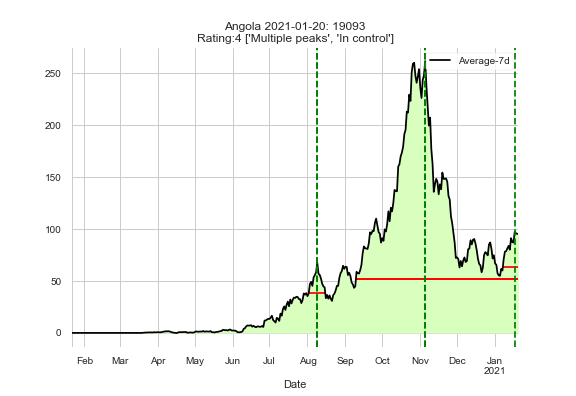 Angola 2021-01-20: 19093
Rating:4 ['Multiple peaks', 'In control']
Average-7d
250
200
150
100
50
0
Feb Mar Apr May Jun Jul Aug Sep Oct Nov Dec Jan
2021
Date